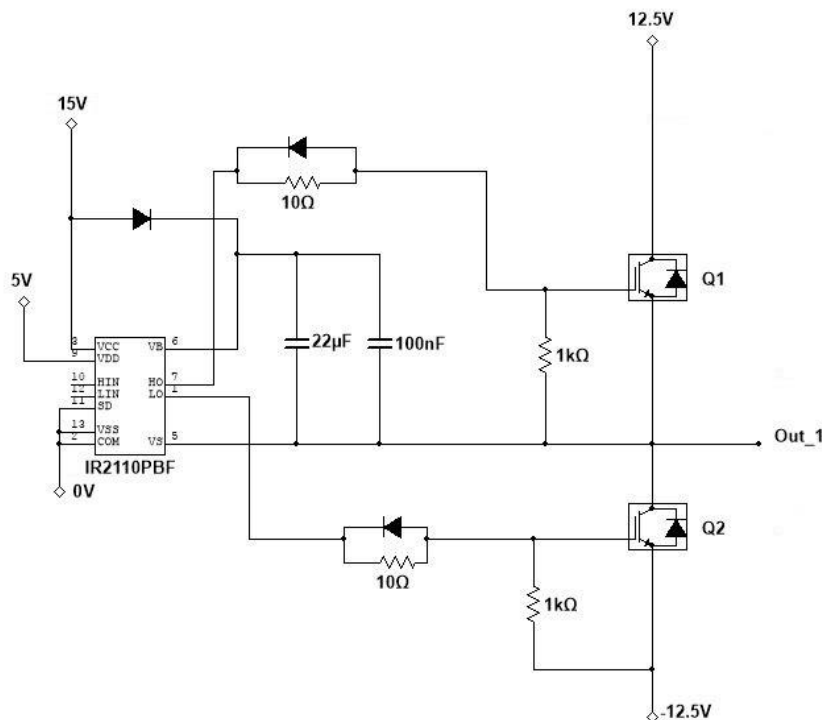 12.5V
15V
10Ω
5V
Q1
3 VCC VB 6
9 VDD
22µF
100nF
1kΩ
10 HIN HO 7
12 LIN LO 1
11 SD
13 VSS
2 COM VS 5
Out_1
IR2110PBF
0V
Q2
10Ω
1kΩ
-12.5V